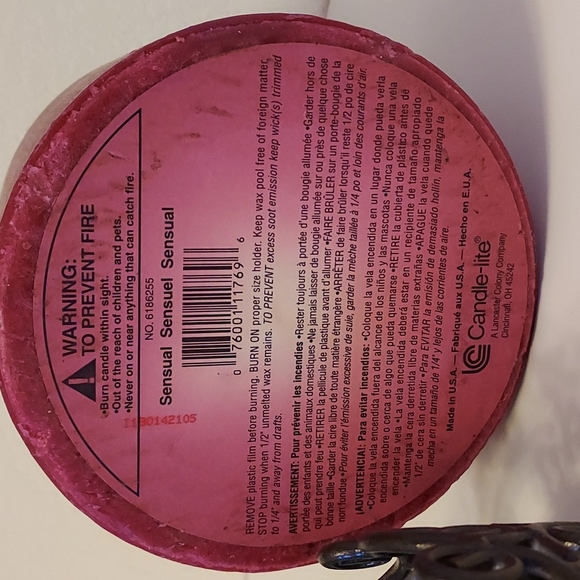 WARNING:
TO PREVENT FIRE
•Burn candle within sight.
•Out of the reach of children and pets.
•Never on or near anything that can catch fire.
NO. 6186255
Sensual Sensuel Sensual
0 76001 11769 6
1180142105
REMOVE plastic film before burning. BURN ON proper size holder. Keep wax pool free of foreign matter,
STOP burning when 1/2" unmelted wax remains. TO PREVENT excess soot emission keep wick(s) trimmed
to 1/4" and away from drafts.
AVERTISSEMENT: Pour prévenir les incendies •Rester toujours à portée d'une bougie allumée •Garder hors de
portée des enfants et des animaux domestiques •Ne jamais laisser de bougie allumée sur ou près de quelque chose
qui peut prendre feu •RETIRER la pellicule de plastique avant d'allumer •FAIRE BRÛLER sur un porte-bougie de la
bonne taille •Garder la cire libre de toute matière étrangère •ARRÊTER de faire brûler lorsqu'il reste 1/2 po de cire
non fondue •Pour éviter l'émission excessive de suie, garder la mèche taillée à 1/4 po et loin des courants d'air.
¡ADVERTENCIA!: Para evitar incendios: •Coloque la vela encendida en un lugar donde pueda verla
•Coloque la vela encendida fuera del alcance de los niños y las mascotas •Nunca coloque una vela
encendida sobre o cerca de algo que pueda quemarse •RETIRE la cubierta de plástico antes de
encender la vela •La vela encendida deberá estar en un recipiente de tamaño apropiado
•Mantenga la cera derretida libre de materias extrañas •APAGUE la vela cuando quede
1/2" de cera sin derretir •Para EVITAR la emisión de demasiado hollín, mantenga la
mecha en un tamaño de 1/4" y lejos de las corrientes de aire.
Made in U.S.A. — Fabriqué aux U.S.A. — Hecho en E.U.A.
Candle-lite®
A Lancaster Colony Company
Cincinnati, OH 45242